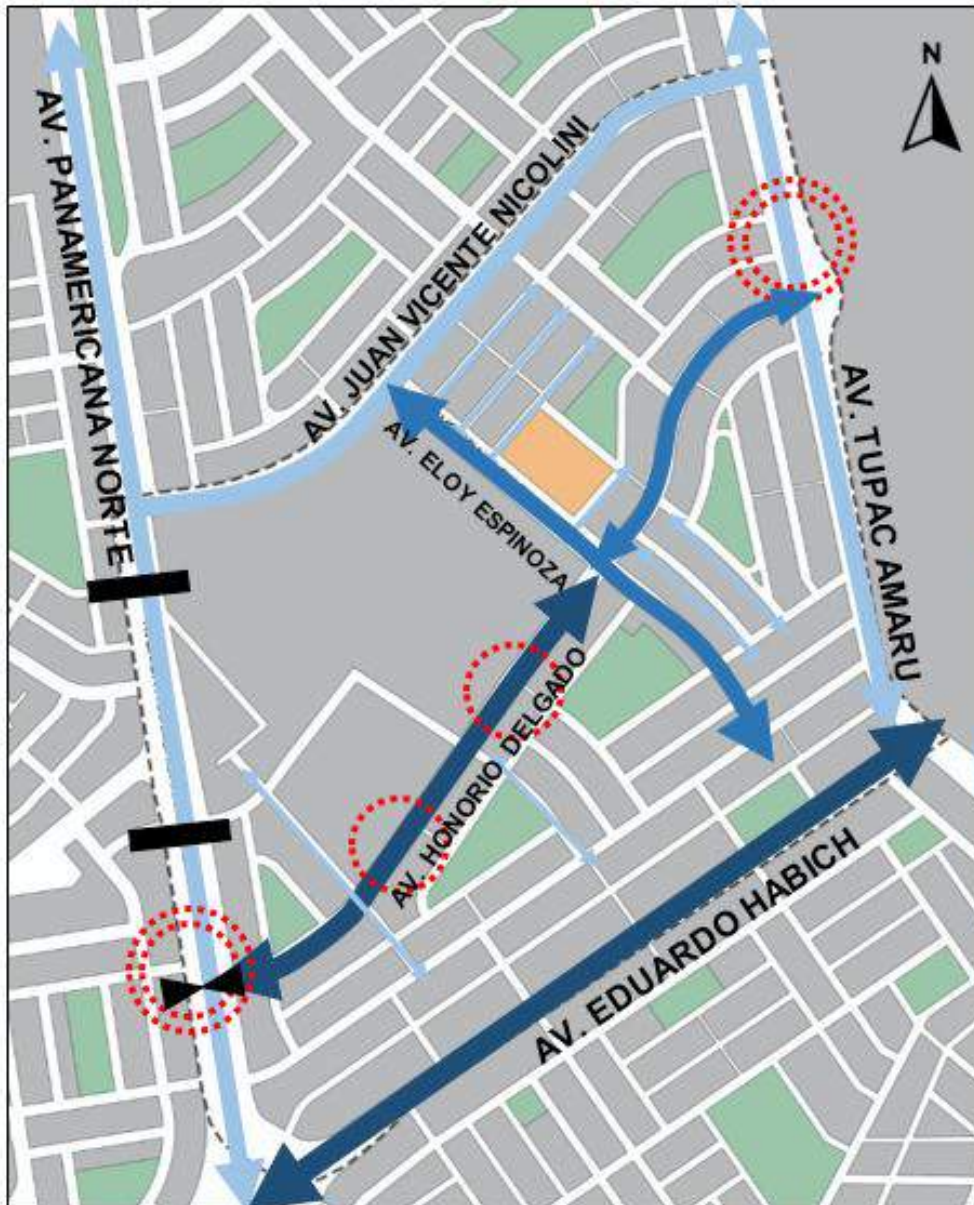 N
AV. PANAMERICANA NORTE
AV. JUAN VICENTE NICOLINI
AV. ELOY ESPINOZA
AV. TUPAC AMARU
AV. HONORIO DELGADO
AV. EDUARDO HABICH